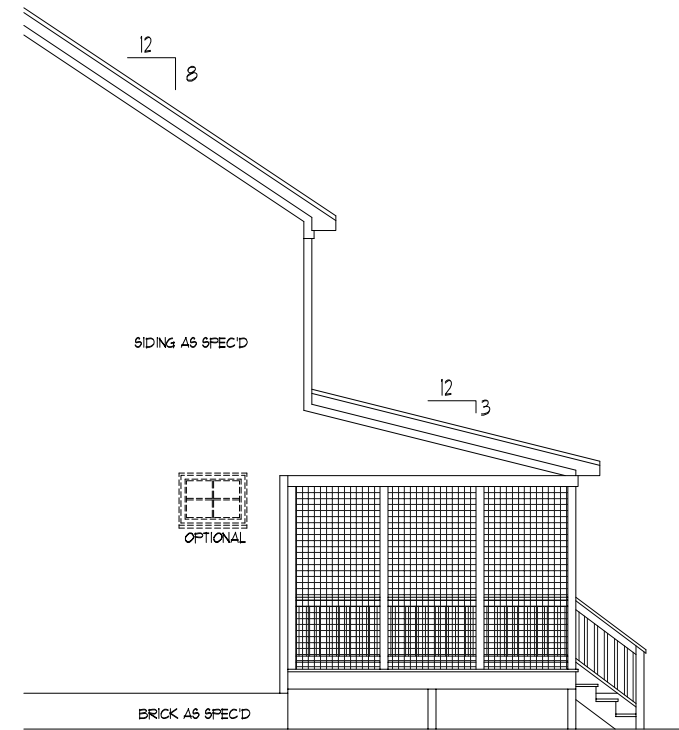 12
8
SIDING AS SPEC'D
12
3
OPTIONAL
BRICK AS SPEC'D